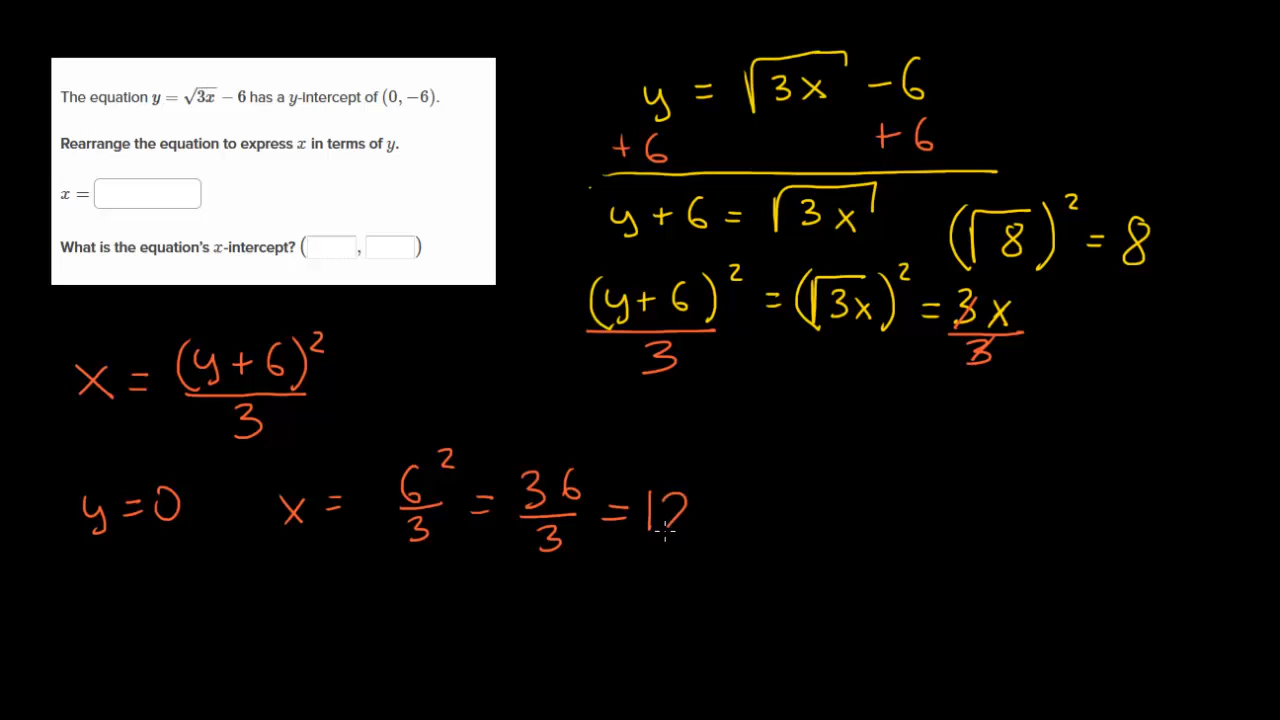 The equation y = √3x − 6 has a y-intercept of (0, −6).
Rearrange the equation to express x in terms of y.
x =
What is the equation's x-intercept? ( , )
y = √3x − 6
+6 +6
y + 6 = √3x
(√8)² = 8
(y + 6)² / 3 = (√3x)² = 3x / 3
x = (y + 6)² / 3
y = 0 x = 6² / 3 = 36 / 3 = 12